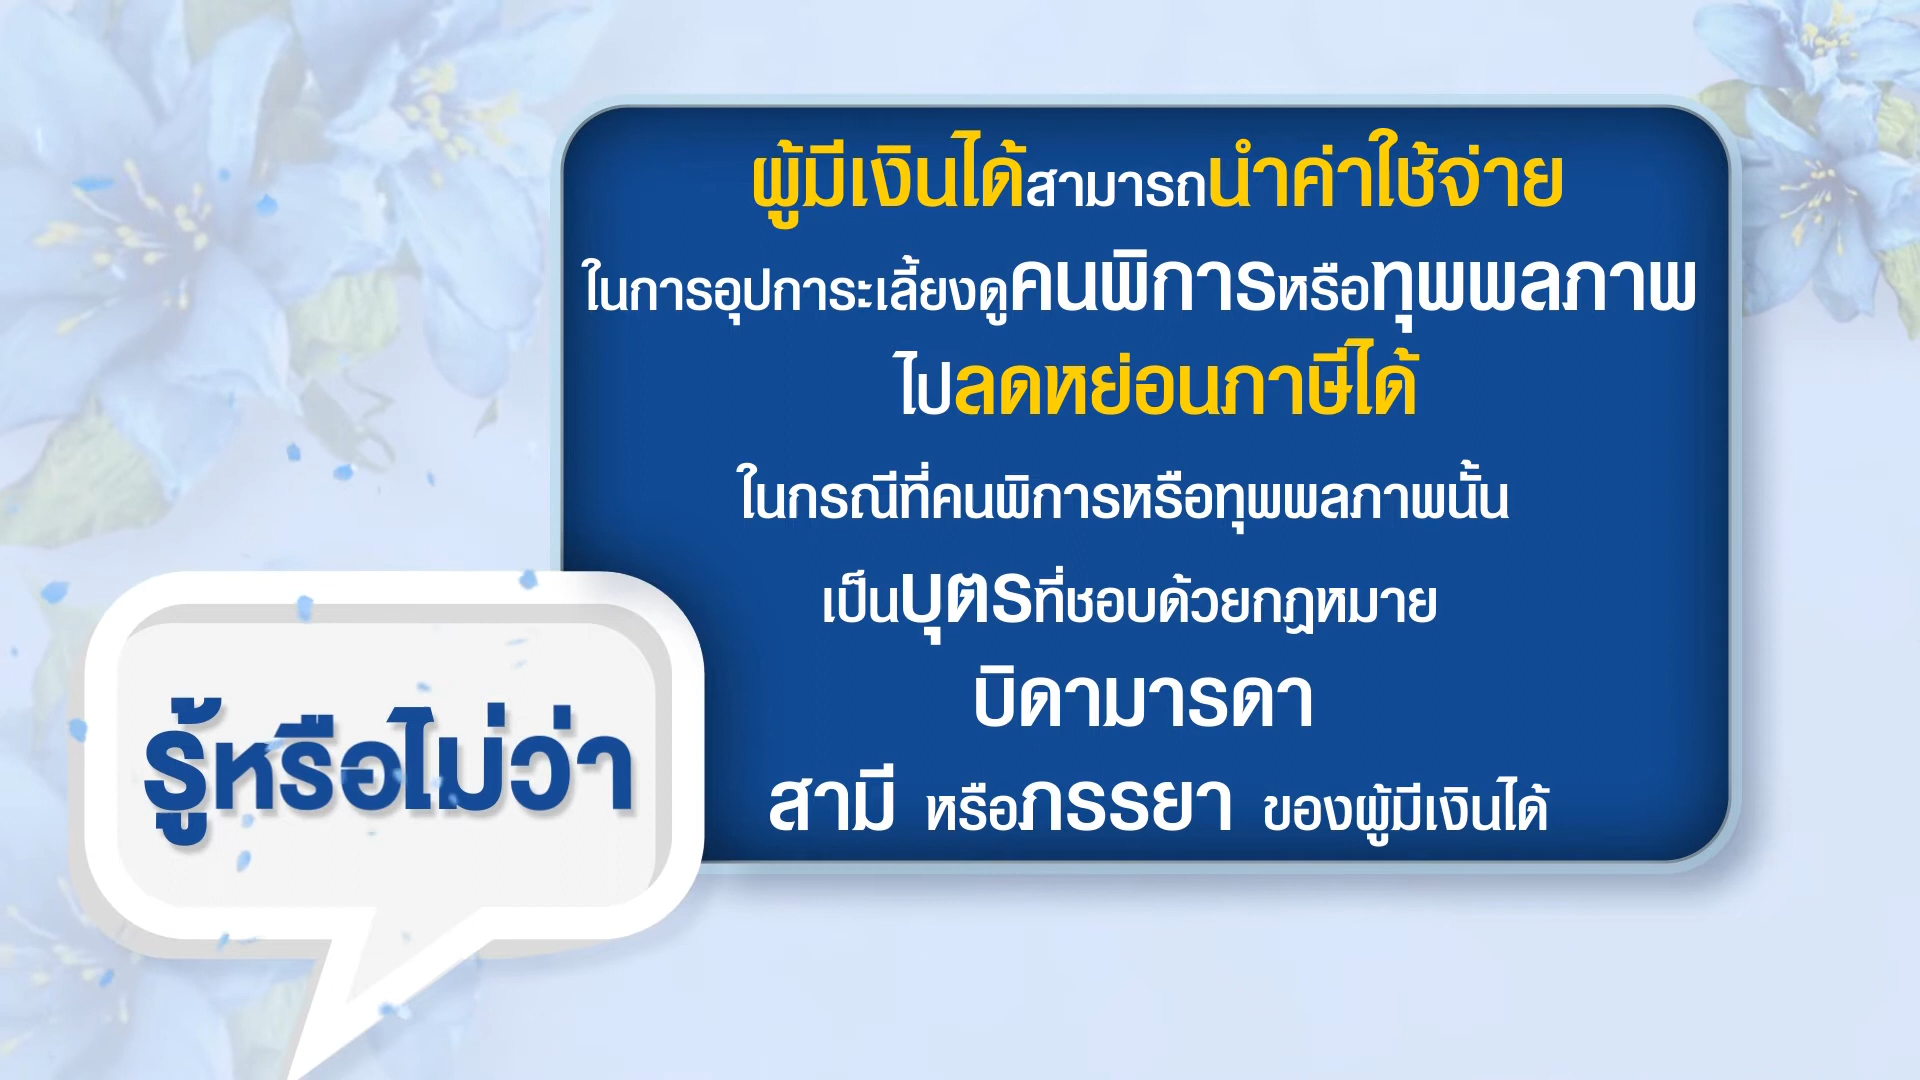 ผู้มีเงินได้สามารถนำค่าใช้จ่าย
ในการอุปการะเลี้ยงดูคนพิการหรือทุพพลภาพ
ไปลดหย่อนภาษีได้
ในกรณีที่คนพิการหรือทุพพลภาพนั้น
เป็นบุตรที่ชอบด้วยกฎหมาย
บิดามารดา
สามี หรือภรรยา ของผู้มีเงินได้
รู้หรือไม่ว่า